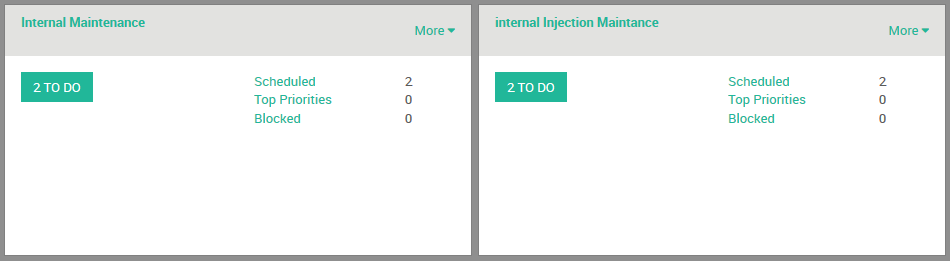 Internal Maintenance
More
2 TO DO
Scheduled 2
Top Priorities 0
Blocked 0
internal Injection Maintance
More
2 TO DO
Scheduled 2
Top Priorities 0
Blocked 0